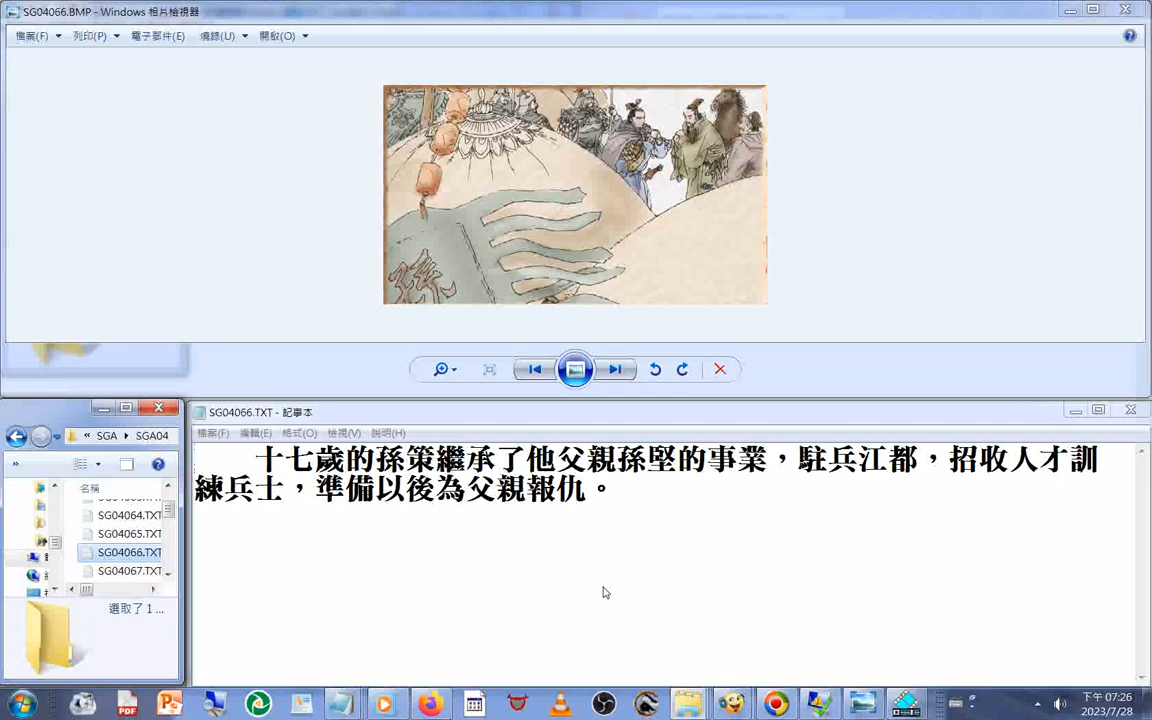 SG04066.BMP - Windows 相片檢視器
檔案(F) 列印(P) 電子郵件(E) 燒錄(U) 開啟(O)
孫
SGA SGA04
名稱
SG04064.TXT
SG04065.TXT
SG04066.TXT
SG04067.TXT
選取了 1 ...
SG04066.TXT - 記事本
檔案(F) 編輯(E) 格式(O) 檢視(V) 說明(H)
十七歲的孫策繼承了他父親孫堅的事業，駐兵江都，招收人才訓
練兵士，準備以後為父親報仇。
下午 07:26
2023/7/28